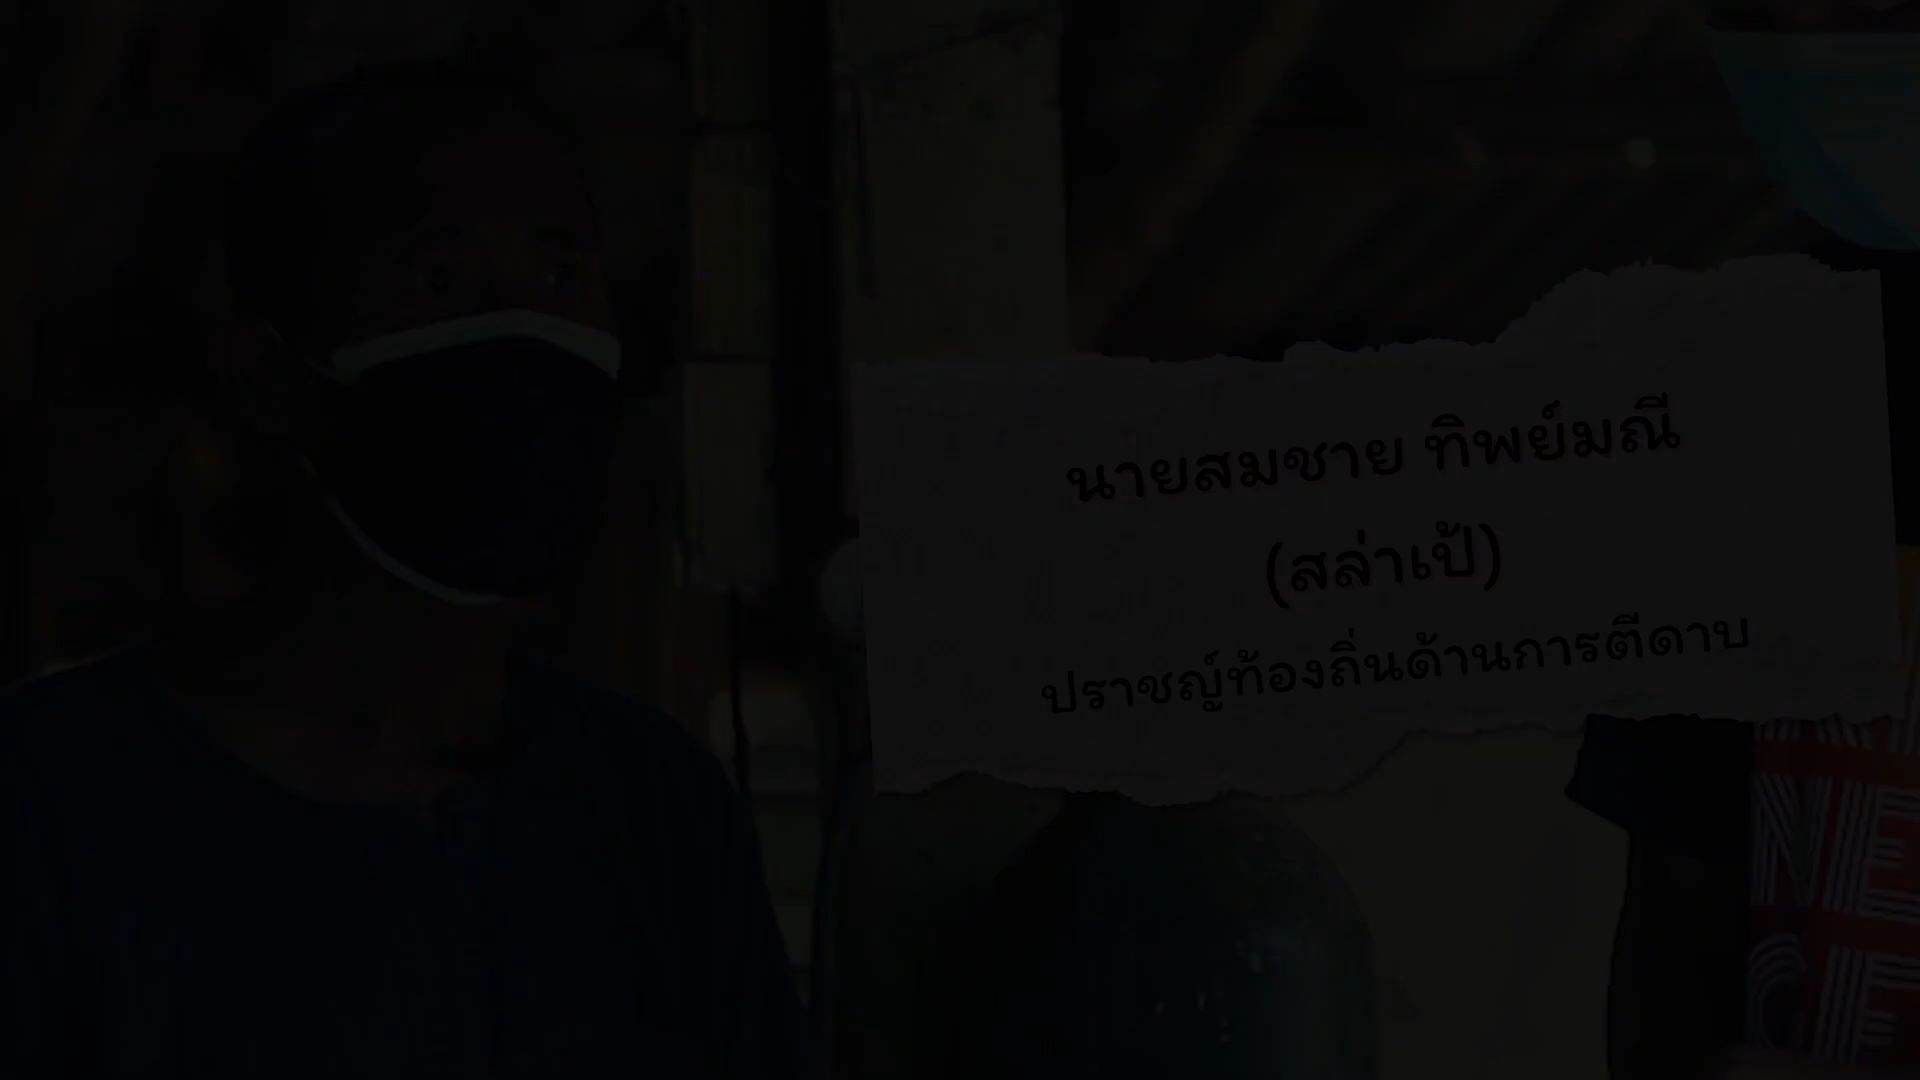 นายสมชาย ทิพย์มณี
(สล่าเป้)
ปราชญ์ท้องถิ่นด้านการตีดาบ
NE
CE